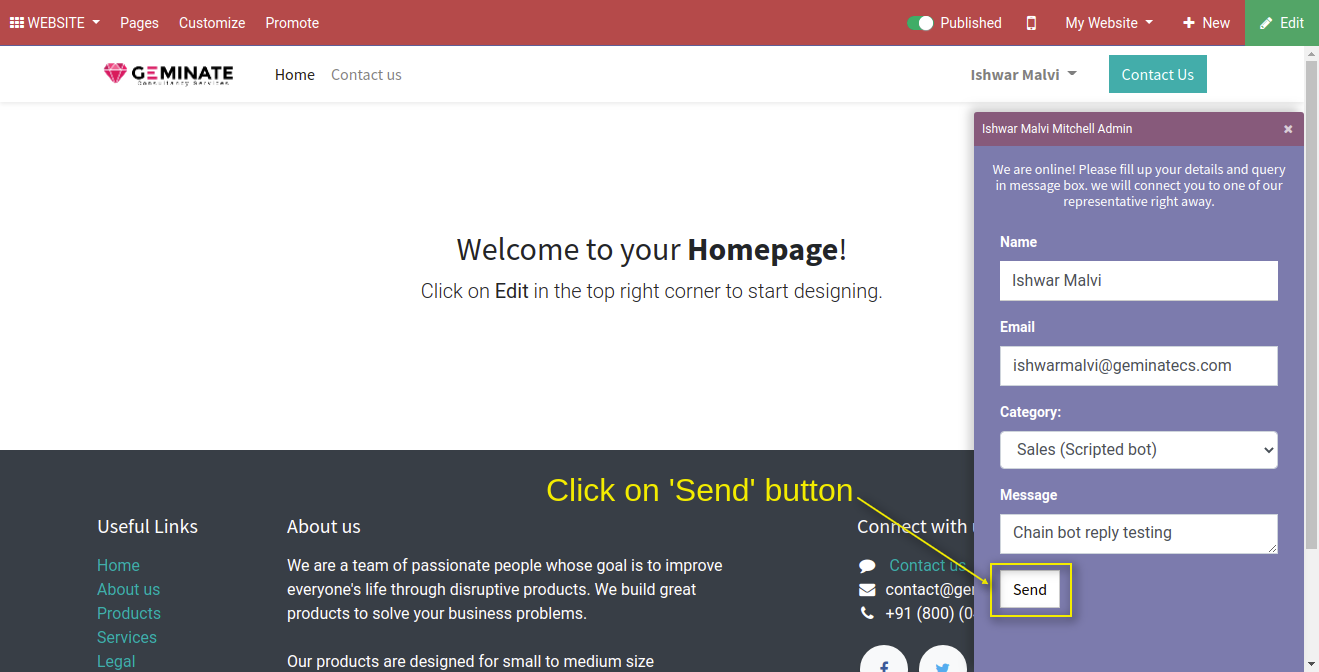 WEBSITE Pages Customize Promote Published My Website New Edit
GEMINATE
Consultancy Services
Home Contact us Ishwar Malvi Contact Us
Ishwar Malvi Mitchell Admin
We are online! Please fill up your details and query
in message box. we will connect you to one of our
representative right away.
Name
Ishwar Malvi
Email
ishwarmalvi@geminatecs.com
Category:
Sales (Scripted bot)
Message
Chain bot reply testing
Send
Welcome to your Homepage!
Click on Edit in the top right corner to start designing.
Click on 'Send' button
Useful Links
Home
About us
Products
Services
Legal
About us
We are a team of passionate people whose goal is to improve
everyone's life through disruptive products. We build great
products to solve your business problems.
Our products are designed for small to medium size
Connect with
Contact us
contact@ge
+91 (800) (0